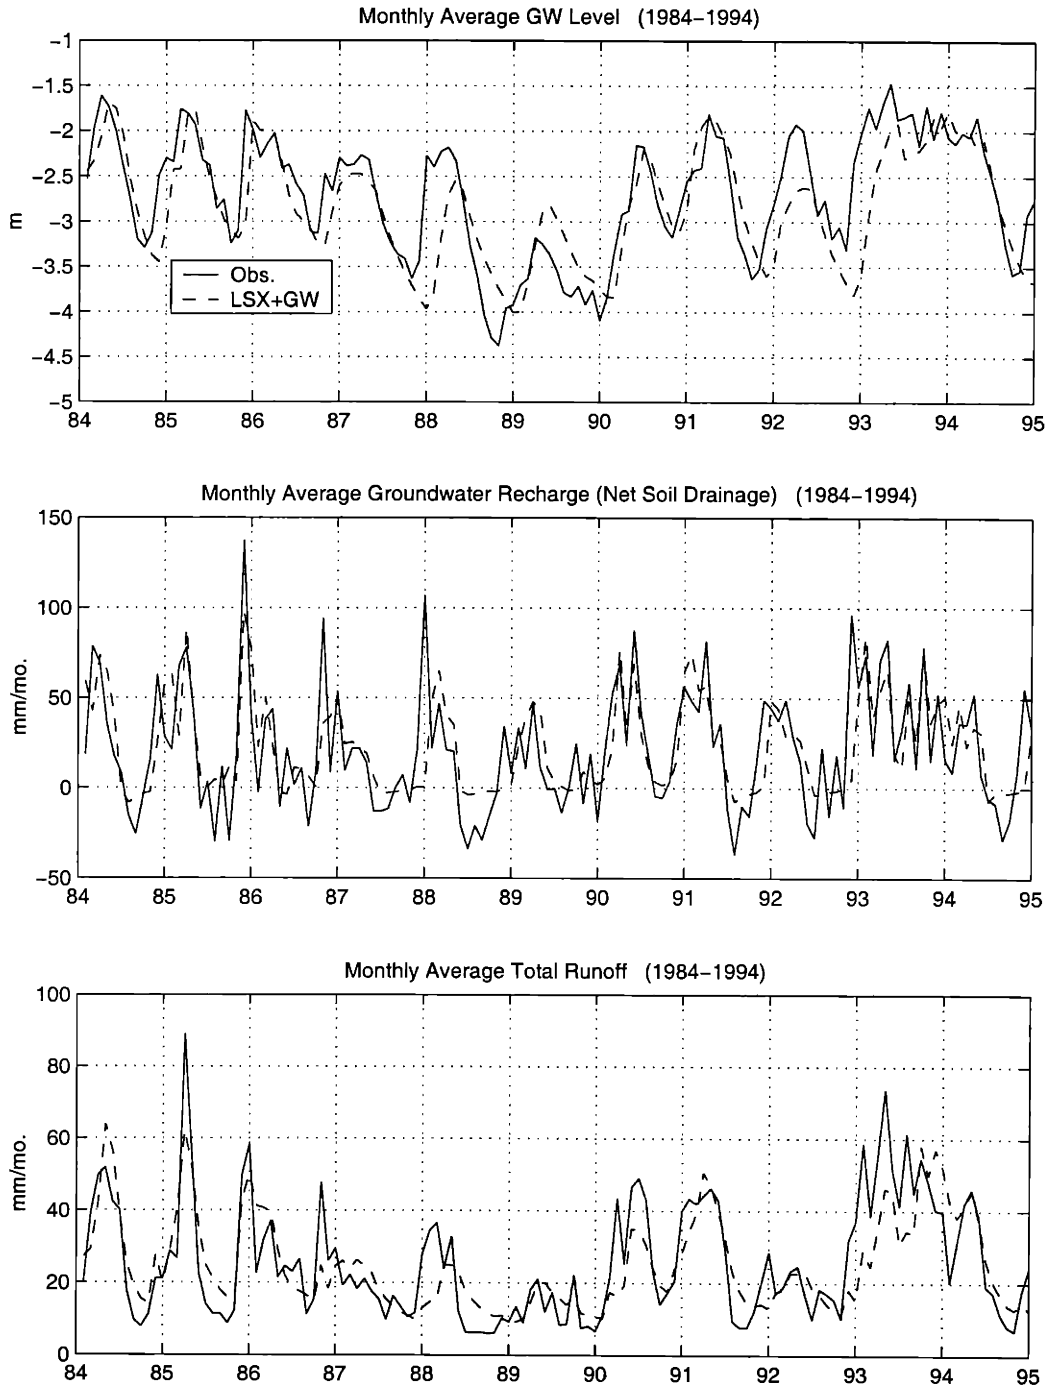 Monthly Average GW Level (1984−1994)
−1
−1.5
−2
−2.5
−3
−3.5
−4
−4.5
−5
m
Obs.
LSX+GW
84 85 86 87 88 89 90 91 92 93 94 95
Monthly Average Groundwater Recharge (Net Soil Drainage) (1984−1994)
150
100
50
0
−50
mm/mo.
84 85 86 87 88 89 90 91 92 93 94 95
Monthly Average Total Runoff (1984−1994)
100
80
60
40
20
0
mm/mo.
84 85 86 87 88 89 90 91 92 93 94 95